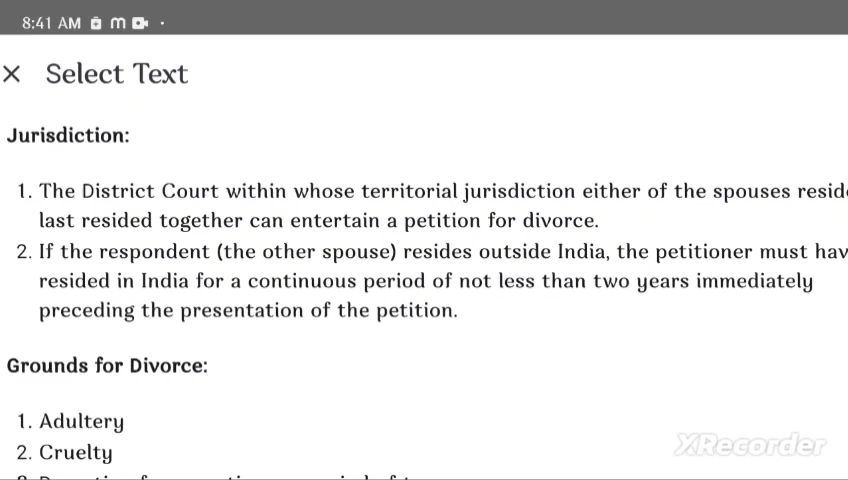 8:41 AM
Select Text
Jurisdiction:
1. The District Court within whose territorial jurisdiction either of the spouses
last resided together can entertain a petition for divorce.
2. If the respondent (the other spouse) resides outside India, the petitioner must
resided in India for a continuous period of not less than two years immediately
preceding the presentation of the petition.
Grounds for Divorce:
1. Adultery
2. Cruelty
XRecorder